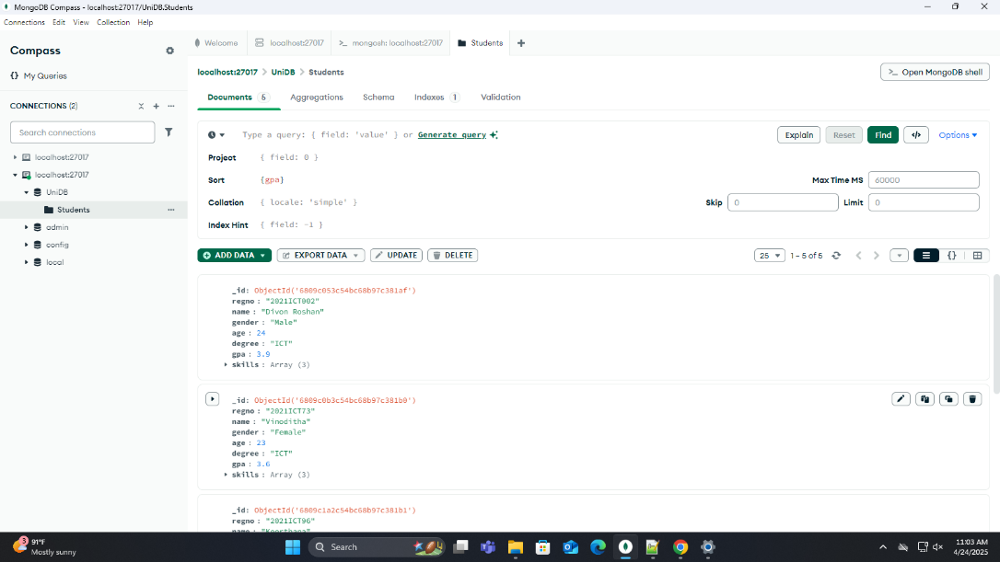 MongoDB Compass - localhost:27017/UniDB.Students
Connections Edit View Collection Help
Compass
{} My Queries
CONNECTIONS (2)
Search connections
localhost:27017
localhost:27017
UniDB
Students
admin
config
local
Welcome
localhost:27017
>_ mongosh: localhost:27017
Students
localhost:27017 > UniDB > Students
>_ Open MongoDB shell
Documents 5
Aggregations
Schema
Indexes 1
Validation
Type a query: { field: 'value' } or Generate query
Explain
Reset
Find
</>
Options
Project { field: 0 }
Sort {gpa}
Max Time MS 60000
Collation { locale: 'simple' }
Skip 0
Limit 0
Index Hint { field: -1 }
ADD DATA
EXPORT DATA
UPDATE
DELETE
25
1 – 5 of 5
{}
_id: ObjectId('6809c053c54bc68b97c381af')
regno : "2021ICT002"
name : "Divon Roshan"
gender : "Male"
age : 24
degree : "ICT"
gpa : 3.9
skills : Array (3)
_id: ObjectId('6809c0b3c54bc68b97c381b0')
regno : "2021ICT73"
name : "Vinoditha"
gender : "Female"
age : 23
degree : "ICT"
gpa : 3.6
skills : Array (3)
_id: ObjectId('6809c1a2c54bc68b97c381b1')
regno : "2021ICT96"
name : "Keerthana"
3
91°F
Mostly sunny
Search
11:03 AM
4/24/2025